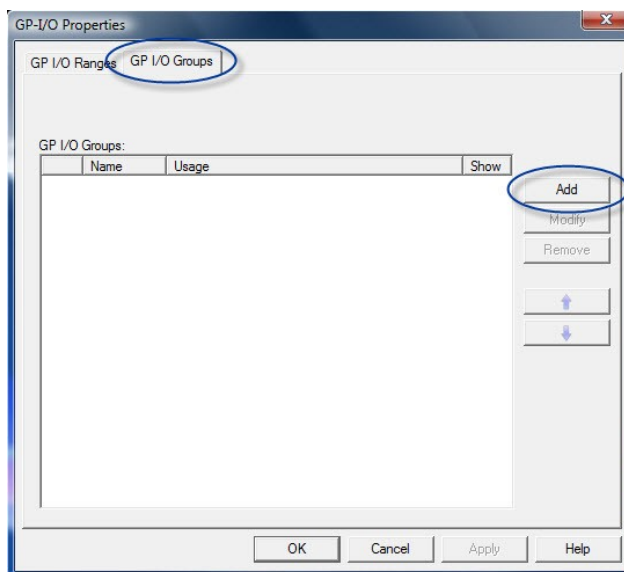 GP-I/O Properties
GP I/O Ranges GP I/O Groups
GP I/O Groups:
Name Usage Show
Add
Modify
Remove
OK Cancel Apply Help